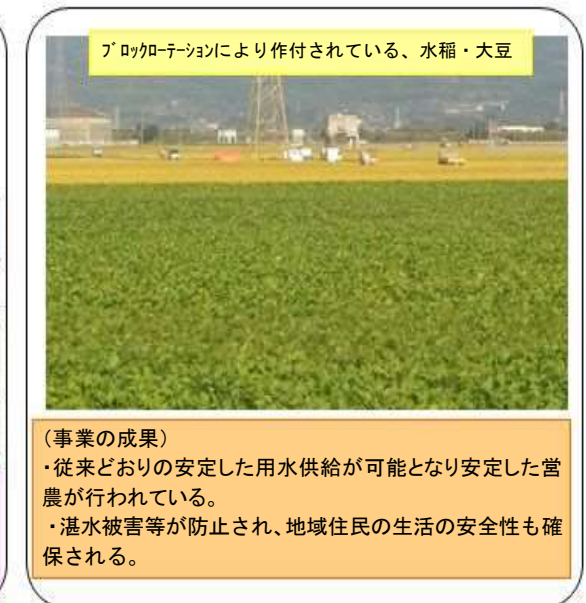 ブロックローテーションにより作付されている、水稲・大豆
（事業の成果）
・従来どおりの安定した用水供給が可能となり安定した営
農が行われている。
・湛水被害等が防止され、地域住民の生活の安全性も確
保される。